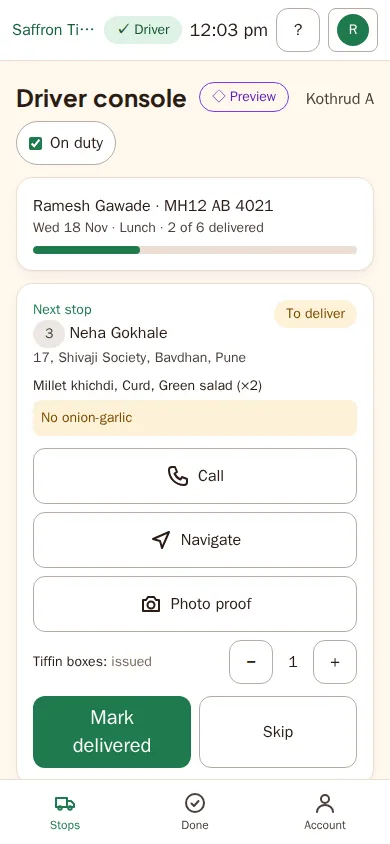 Saffron Ti⋯
✓ Driver
12:03 pm
?
R
Driver console
◇ Preview
Kothrud A
On duty
Ramesh Gawade · MH12 AB 4021
Wed 18 Nov · Lunch · 2 of 6 delivered
Next stop
To deliver
3 Neha Gokhale
17, Shivaji Society, Bavdhan, Pune
Millet khichdi, Curd, Green salad (×2)
No onion-garlic
Call
Navigate
Photo proof
Tiffin boxes: issued
− 1 +
Mark
delivered
Skip
Stops
Done
Account